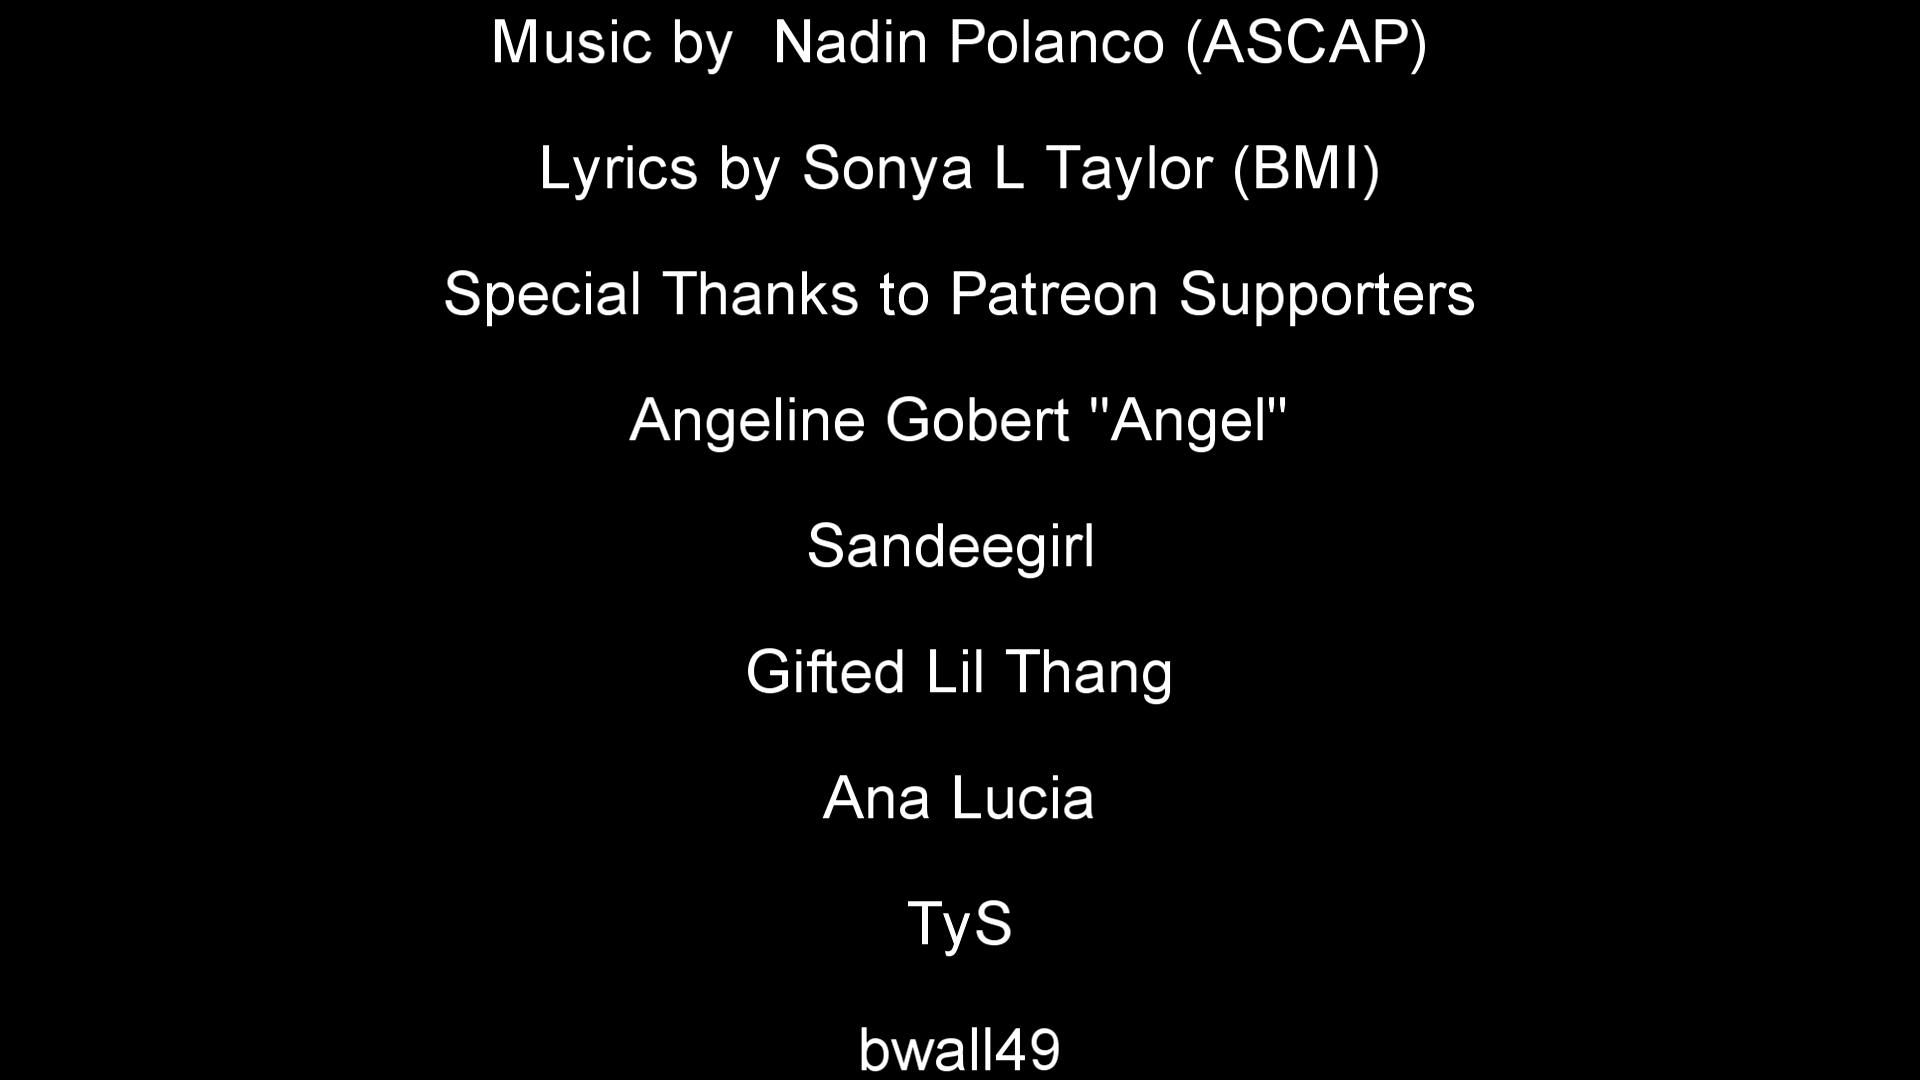 Music by  Nadin Polanco (ASCAP)
Lyrics by Sonya L Taylor (BMI)
Special Thanks to Patreon Supporters
Angeline Gobert "Angel"
Sandeegirl
Gifted Lil Thang
Ana Lucia
TyS
bwall49